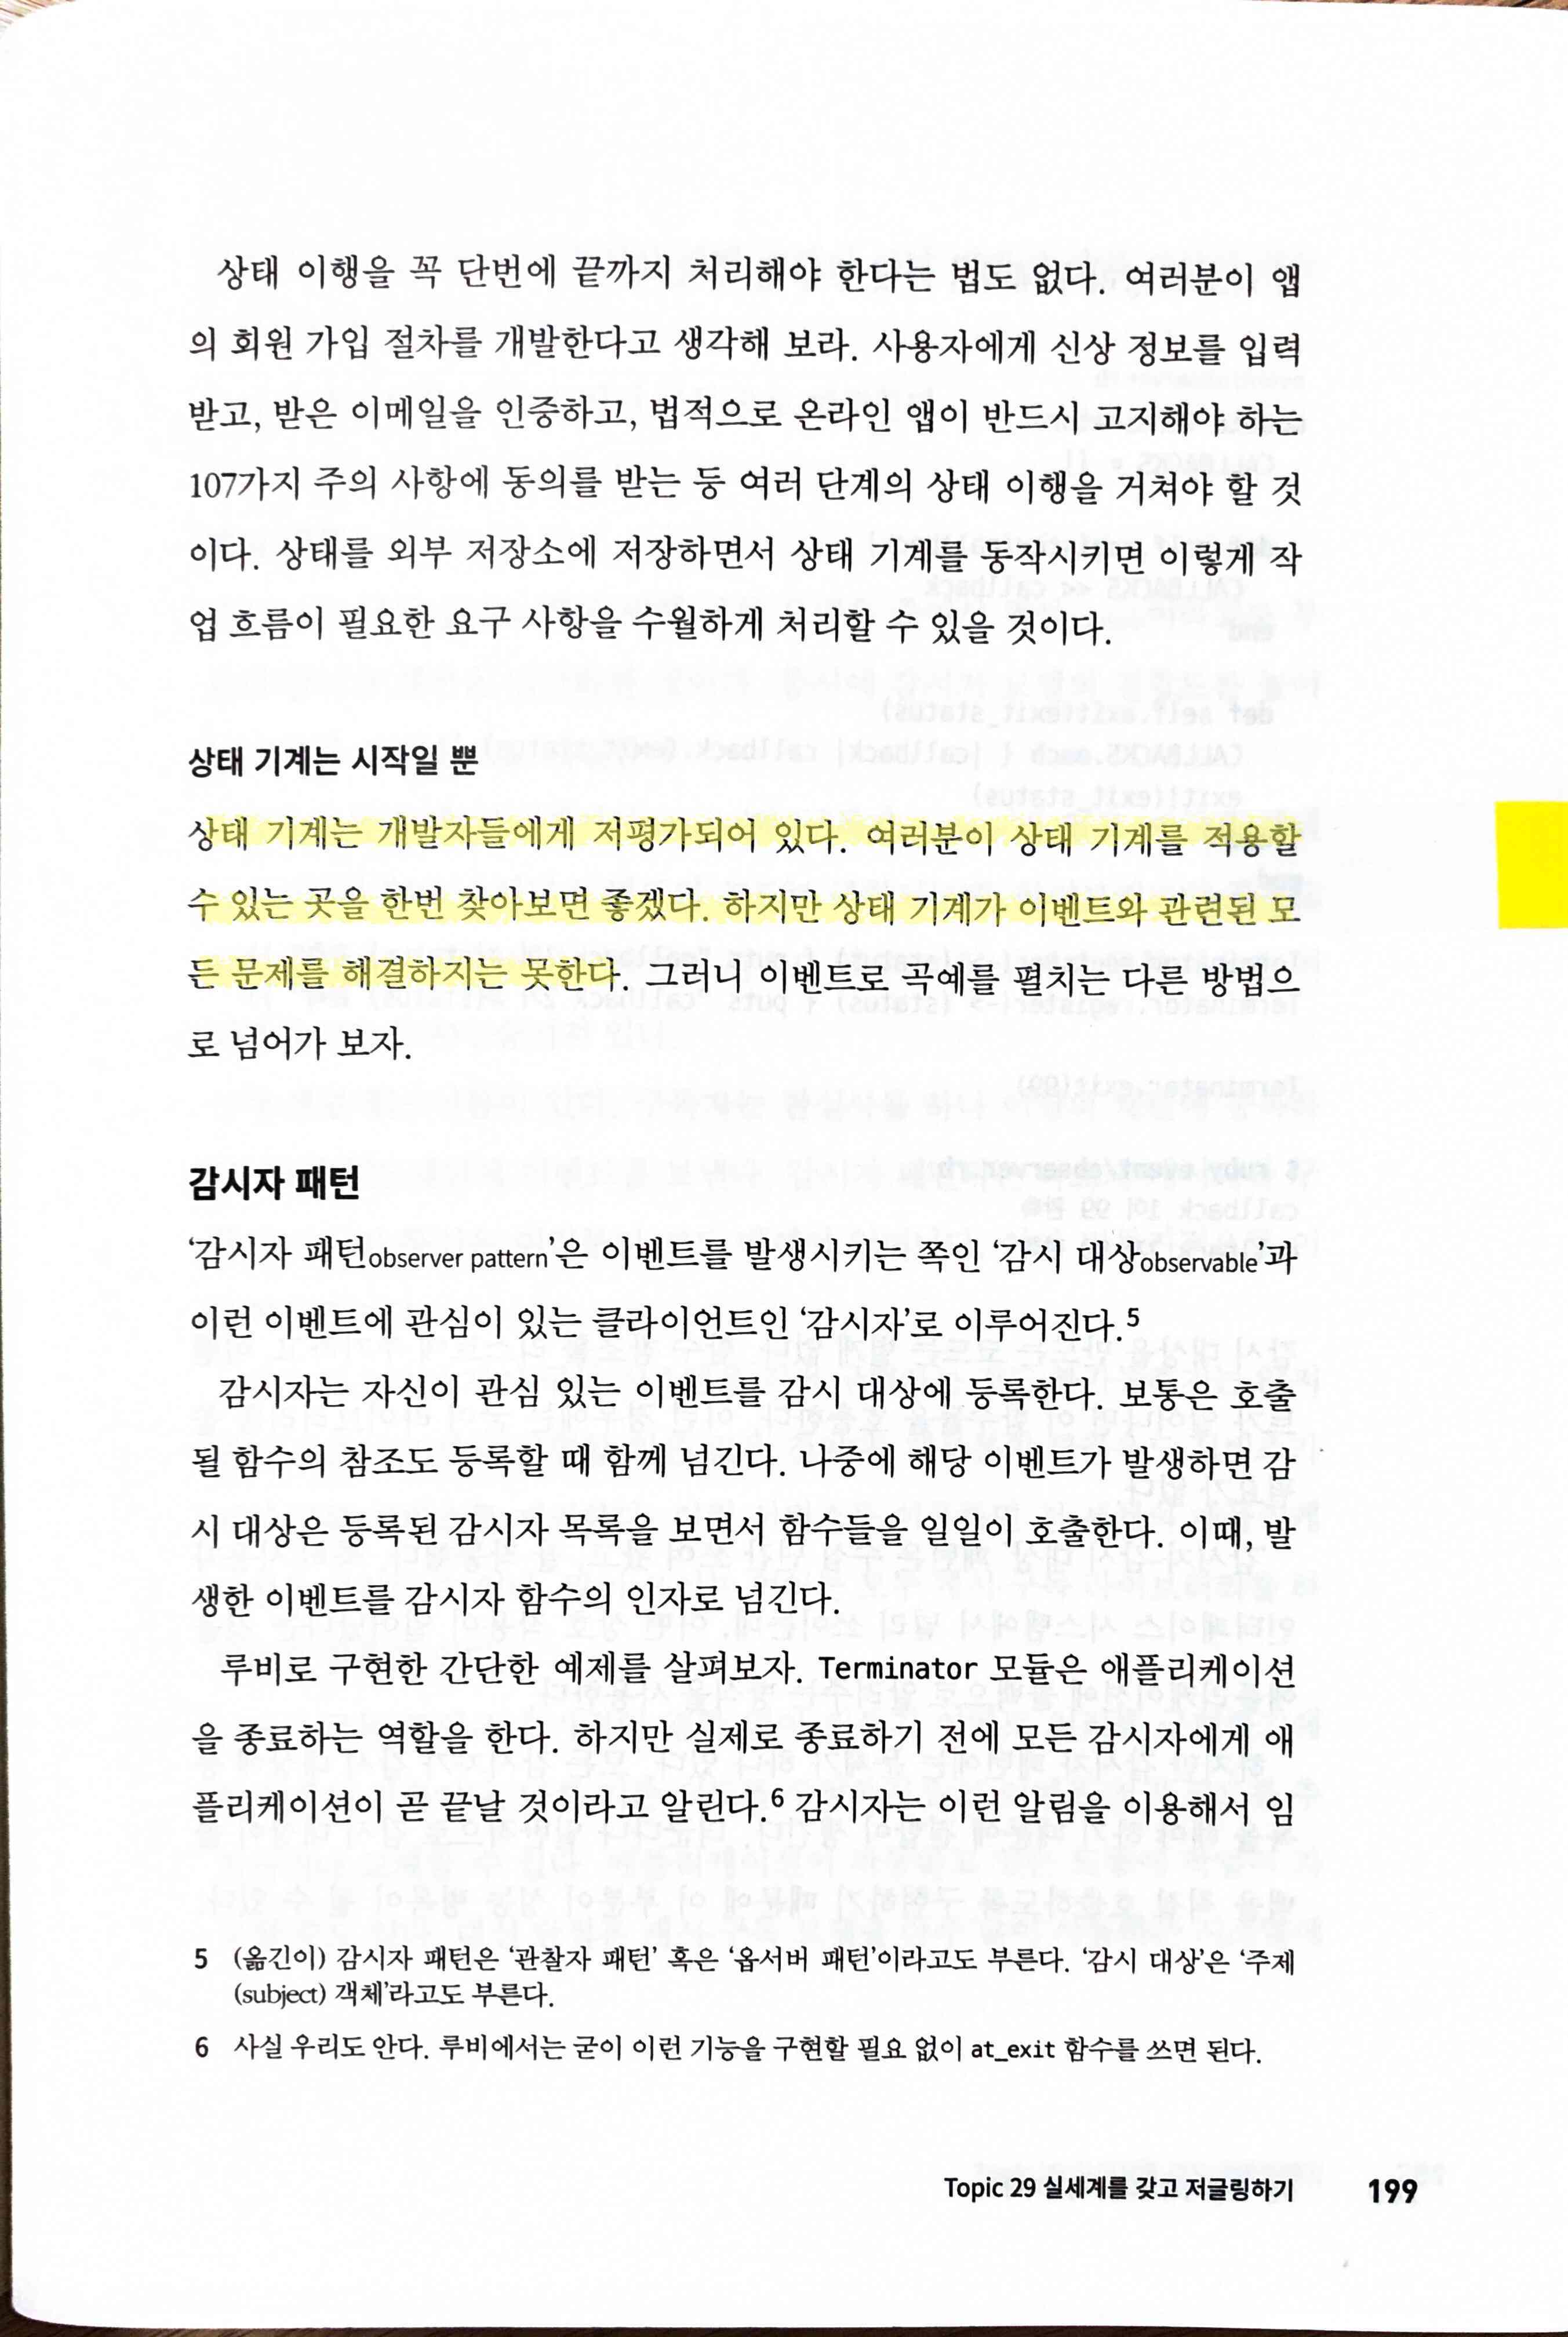 상태 이행을 꼭 단번에 끝까지 처리해야 한다는 법도 없다. 여러분이 앱
의 회원 가입 절차를 개발한다고 생각해 보라. 사용자에게 신상 정보를 입력
받고, 받은 이메일을 인증하고, 법적으로 온라인 앱이 반드시 고지해야 하는
107가지 주의 사항에 동의를 받는 등 여러 단계의 상태 이행을 거쳐야 할 것
이다. 상태를 외부 저장소에 저장하면서 상태 기계를 동작시키면 이렇게 작
업 흐름이 필요한 요구 사항을 수월하게 처리할 수 있을 것이다.
상태 기계는 시작일 뿐
상태 기계는 개발자들에게 저평가되어 있다. 여러분이 상태 기계를 적용할
수 있는 곳을 한번 찾아보면 좋겠다. 하지만 상태 기계가 이벤트와 관련된 모
든 문제를 해결하지는 못한다. 그러니 이벤트로 곡예를 펼치는 다른 방법으
로 넘어가 보자.
감시자 패턴
‘감시자 패턴observer pattern’은 이벤트를 발생시키는 쪽인 ‘감시 대상observable’과
이런 이벤트에 관심이 있는 클라이언트인 ‘감시자’로 이루어진다.5
감시자는 자신이 관심 있는 이벤트를 감시 대상에 등록한다. 보통은 호출
될 함수의 참조도 등록할 때 함께 넘긴다. 나중에 해당 이벤트가 발생하면 감
시 대상은 등록된 감시자 목록을 보면서 함수들을 일일이 호출한다. 이때, 발
생한 이벤트를 감시자 함수의 인자로 넘긴다.
루비로 구현한 간단한 예제를 살펴보자. Terminator 모듈은 애플리케이션
을 종료하는 역할을 한다. 하지만 실제로 종료하기 전에 모든 감시자에게 애
플리케이션이 곧 끝날 것이라고 알린다.6 감시자는 이런 알림을 이용해서 임
5 (옮긴이) 감시자 패턴은 ‘관찰자 패턴’ 혹은 ‘옵서버 패턴’이라고도 부른다. ‘감시 대상’은 ‘주제
(subject) 객체’라고도 부른다.
6 사실 우리도 안다. 루비에서는 굳이 이런 기능을 구현할 필요 없이 at_exit 함수를 쓰면 된다.
Topic 29 실세계를 갖고 저글링하기 199